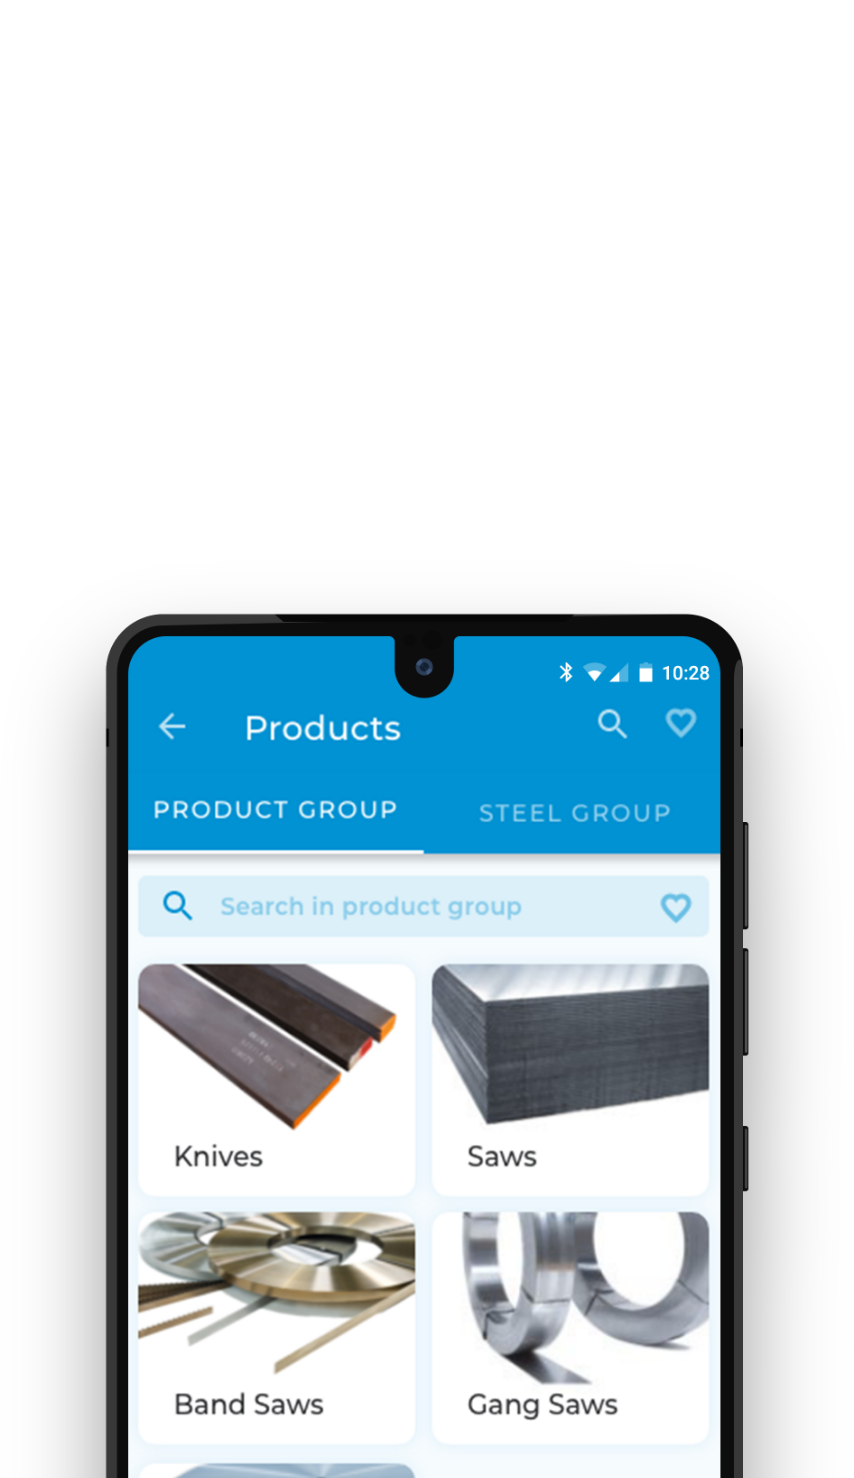 10:28
Products
PRODUCT GROUP
STEEL GROUP
Search in product group
Knives
Saws
Band Saws
Gang Saws